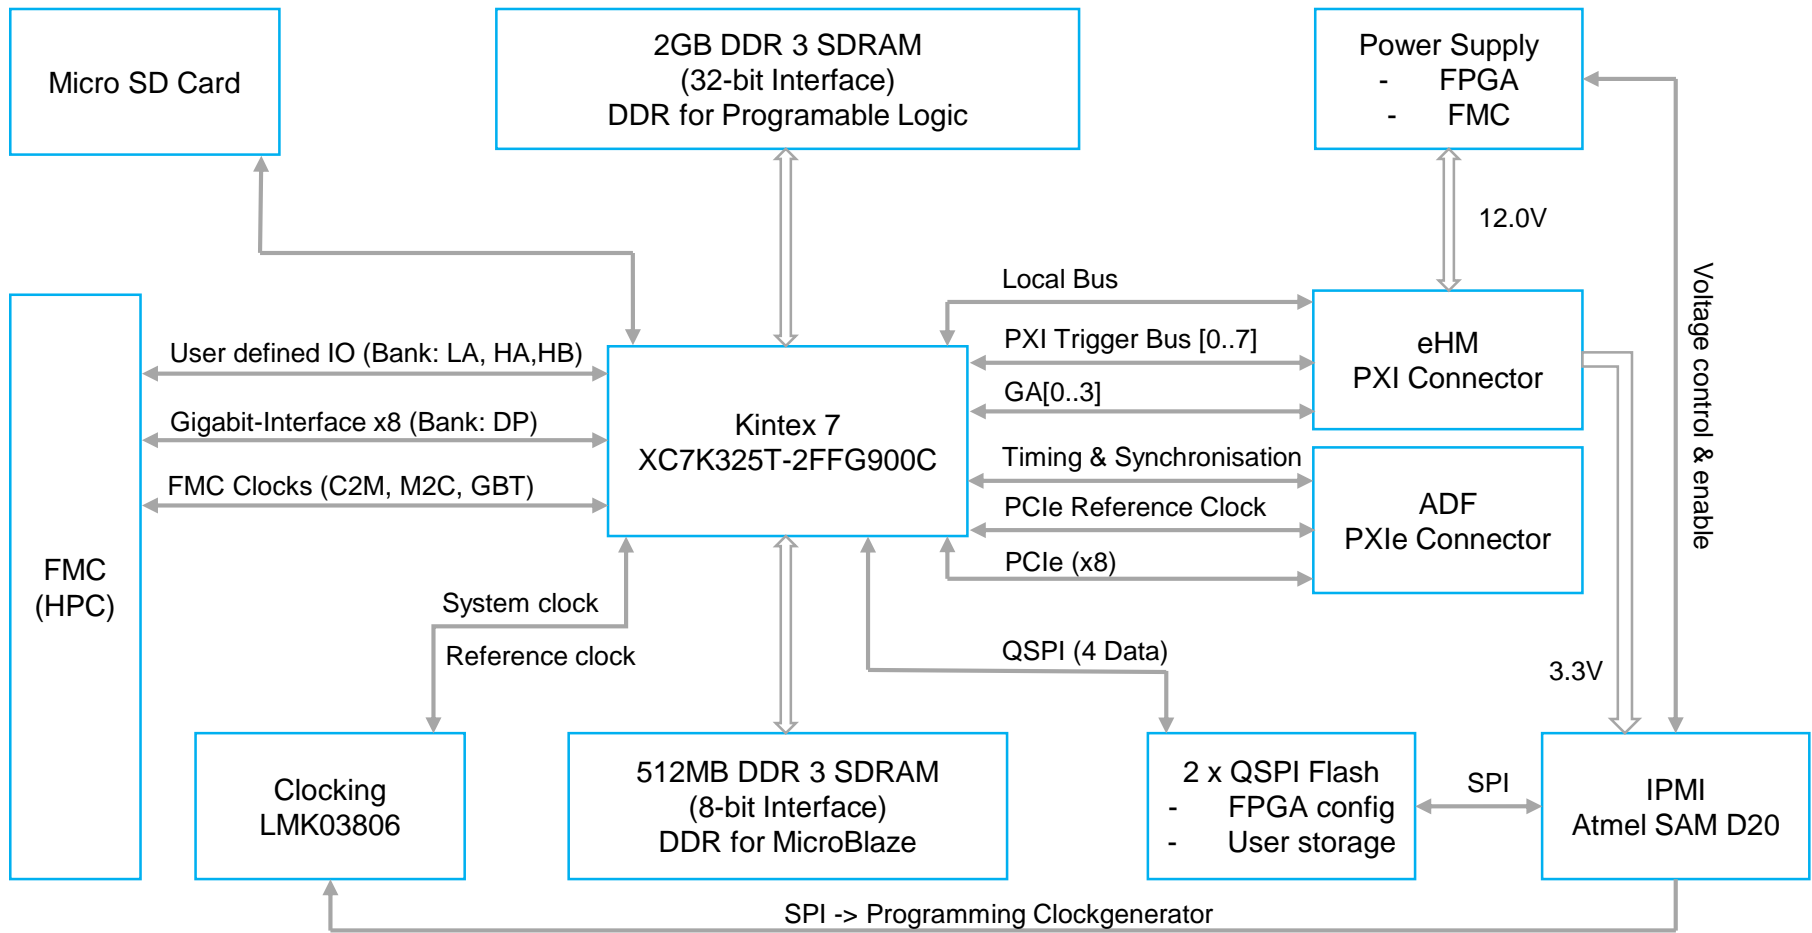 Micro SD Card
2GB DDR 3 SDRAM
(32-bit Interface)
DDR for Programable Logic
Power Supply
- FPGA
- FMC
12.0V
Voltage control & enable
Local Bus
PXI Trigger Bus [0..7]
GA[0..3]
eHM
PXI Connector
User defined IO (Bank: LA, HA,HB)
Gigabit-Interface x8 (Bank: DP)
FMC Clocks (C2M, M2C, GBT)
Kintex 7
XC7K325T-2FFG900C
Timing & Synchronisation
PCIe Reference Clock
PCIe (x8)
ADF
PXIe Connector
FMC
(HPC)
System clock
Reference clock
QSPI (4 Data)
3.3V
Clocking
LMK03806
512MB DDR 3 SDRAM
(8-bit Interface)
DDR for MicroBlaze
2 x QSPI Flash
- FPGA config
- User storage
SPI
IPMI
Atmel SAM D20
SPI -> Programming Clockgenerator